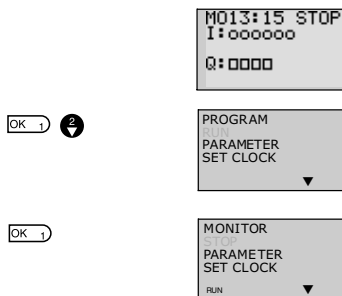 MO13:15 STOP
I:oooooo
Q:□□□□
OK 1
2
PROGRAM
RUN
PARAMETER
SET CLOCK
▼
OK 1
MONITOR
STOP
PARAMETER
SET CLOCK
RUN ▼